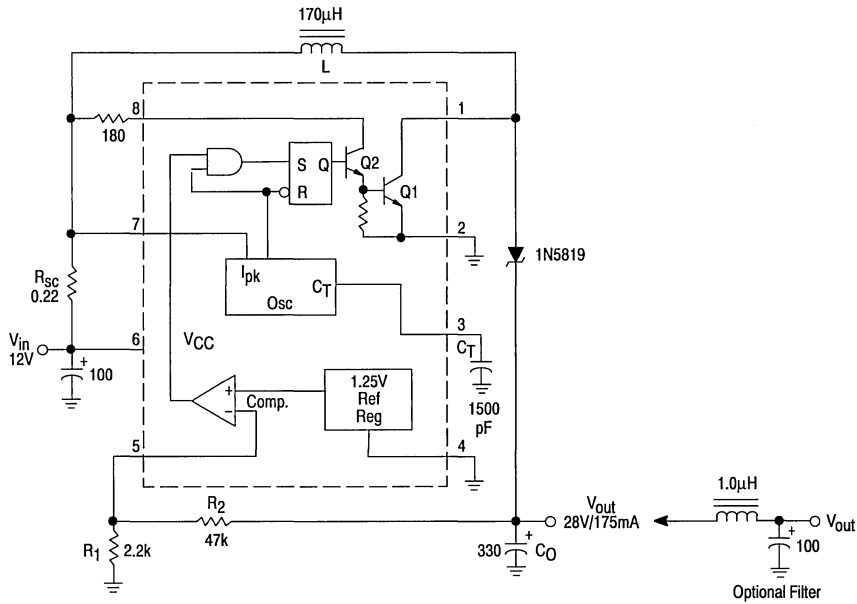 170μH
L
8
1
180
S Q
R
Q2
Q1
7
2
Ipk
CT
Osc
1N5819
RSC
0.22
Vin
12V
6
VCC
3
CT
100
+
1500
pF
+
−
Comp.
1.25V
Ref
Reg
5
4
R2
47k
R1
2.2k
Vout
28V/175mA
330
+
CO
1.0μH
Vout
+
100
Optional Filter